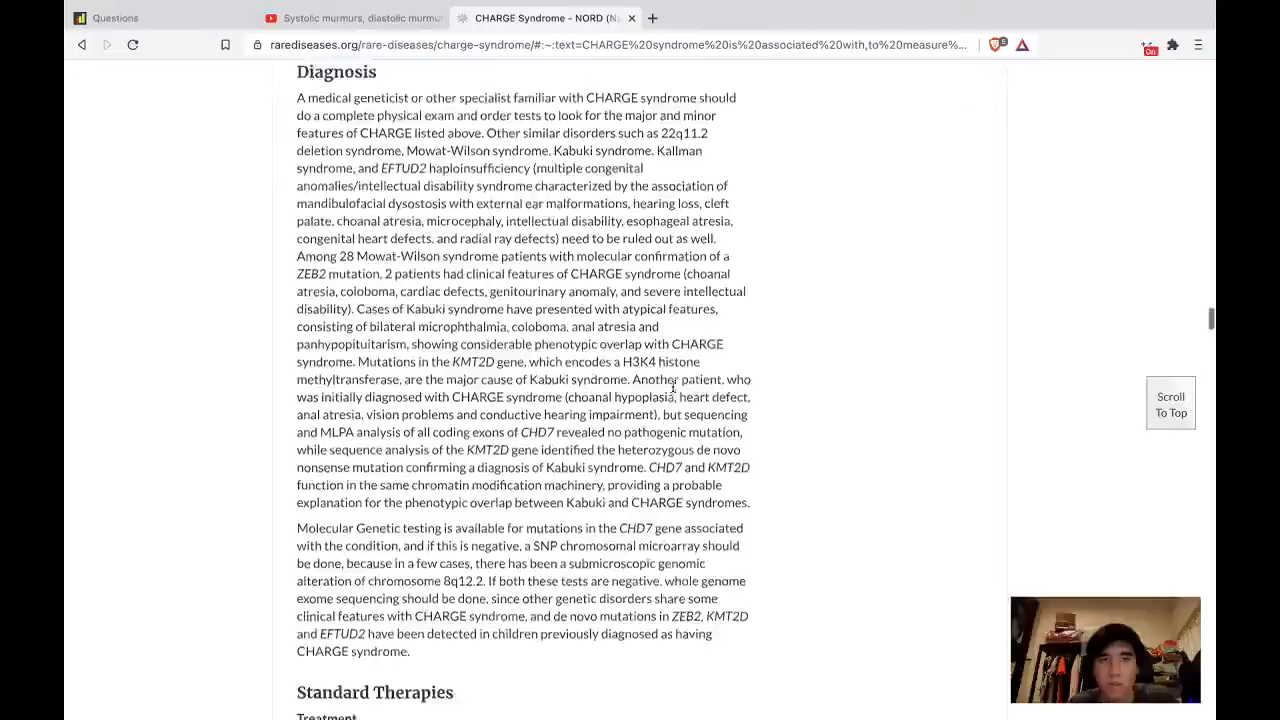 Questions
Systolic murmurs, diastolic murmu
CHARGE Syndrome - NORD (N
rarediseases.org/rare-diseases/charge-syndrome/#:~:text=CHARGE%20syndrome%20is%20associated%20with,to%20measure%...
5
On
Diagnosis
A medical geneticist or other specialist familiar with CHARGE syndrome should
do a complete physical exam and order tests to look for the major and minor
features of CHARGE listed above. Other similar disorders such as 22q11.2
deletion syndrome, Mowat-Wilson syndrome, Kabuki syndrome, Kallman
syndrome, and EFTUD2 haploinsufficiency (multiple congenital
anomalies/intellectual disability syndrome characterized by the association of
mandibulofacial dysostosis with external ear malformations, hearing loss, cleft
palate, choanal atresia, microcephaly, intellectual disability, esophageal atresia,
congenital heart defects, and radial ray defects) need to be ruled out as well.
Among 28 Mowat-Wilson syndrome patients with molecular confirmation of a
ZEB2 mutation, 2 patients had clinical features of CHARGE syndrome (choanal
atresia, coloboma, cardiac defects, genitourinary anomaly, and severe intellectual
disability). Cases of Kabuki syndrome have presented with atypical features,
consisting of bilateral microphthalmia, coloboma, anal atresia and
panhypopituitarism, showing considerable phenotypic overlap with CHARGE
syndrome. Mutations in the KMT2D gene, which encodes a H3K4 histone
methyltransferase, are the major cause of Kabuki syndrome. Another patient, who
was initially diagnosed with CHARGE syndrome (choanal hypoplasia, heart defect,
anal atresia, vision problems and conductive hearing impairment), but sequencing
and MLPA analysis of all coding exons of CHD7 revealed no pathogenic mutation,
while sequence analysis of the KMT2D gene identified the heterozygous de novo
nonsense mutation confirming a diagnosis of Kabuki syndrome. CHD7 and KMT2D
function in the same chromatin modification machinery, providing a probable
explanation for the phenotypic overlap between Kabuki and CHARGE syndromes.
Molecular Genetic testing is available for mutations in the CHD7 gene associated
with the condition, and if this is negative, a SNP chromosomal microarray should
be done, because in a few cases, there has been a submicroscopic genomic
alteration of chromosome 8q12.2. If both these tests are negative, whole genome
exome sequencing should be done, since other genetic disorders share some
clinical features with CHARGE syndrome, and de novo mutations in ZEB2, KMT2D
and EFTUD2 have been detected in children previously diagnosed as having
CHARGE syndrome.
Standard Therapies
Treatment
Scroll
To Top